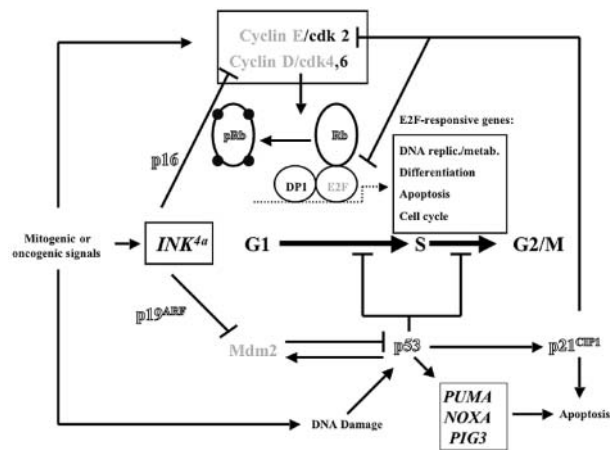 Cyclin E/cdk 2
Cyclin D/cdk4,6
pRb
Rb
E2F-responsive genes:
p16
DP1
E2F
DNA replic./metab.
Differentiation
Apoptosis
Cell cycle
Mitogenic or
oncogenic signals
INK4a
G1
S
G2/M
p19ARF
Mdm2
p53
p21CIP1
PUMA
NOXA
PIG3
Apoptosis
DNA Damage